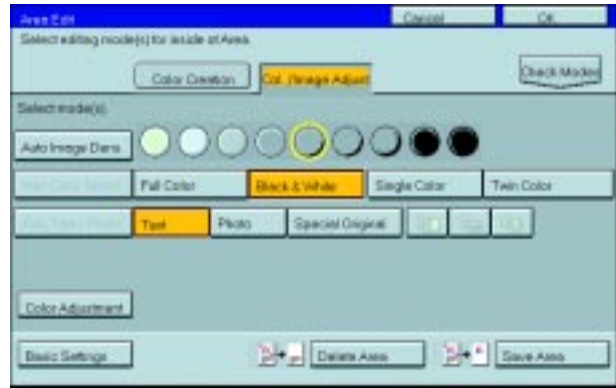 Area Edit Cancel OK
Select editing mode(s) for inside of Area.
Color Creation Col. /Image Adjust Check Modes
Select mode(s).
Auto Image Dens.
Full Color Black & White Single Color Twin Color
Text Photo Special Original
Color Adjustment
Basic Settings Delete Area Save Area